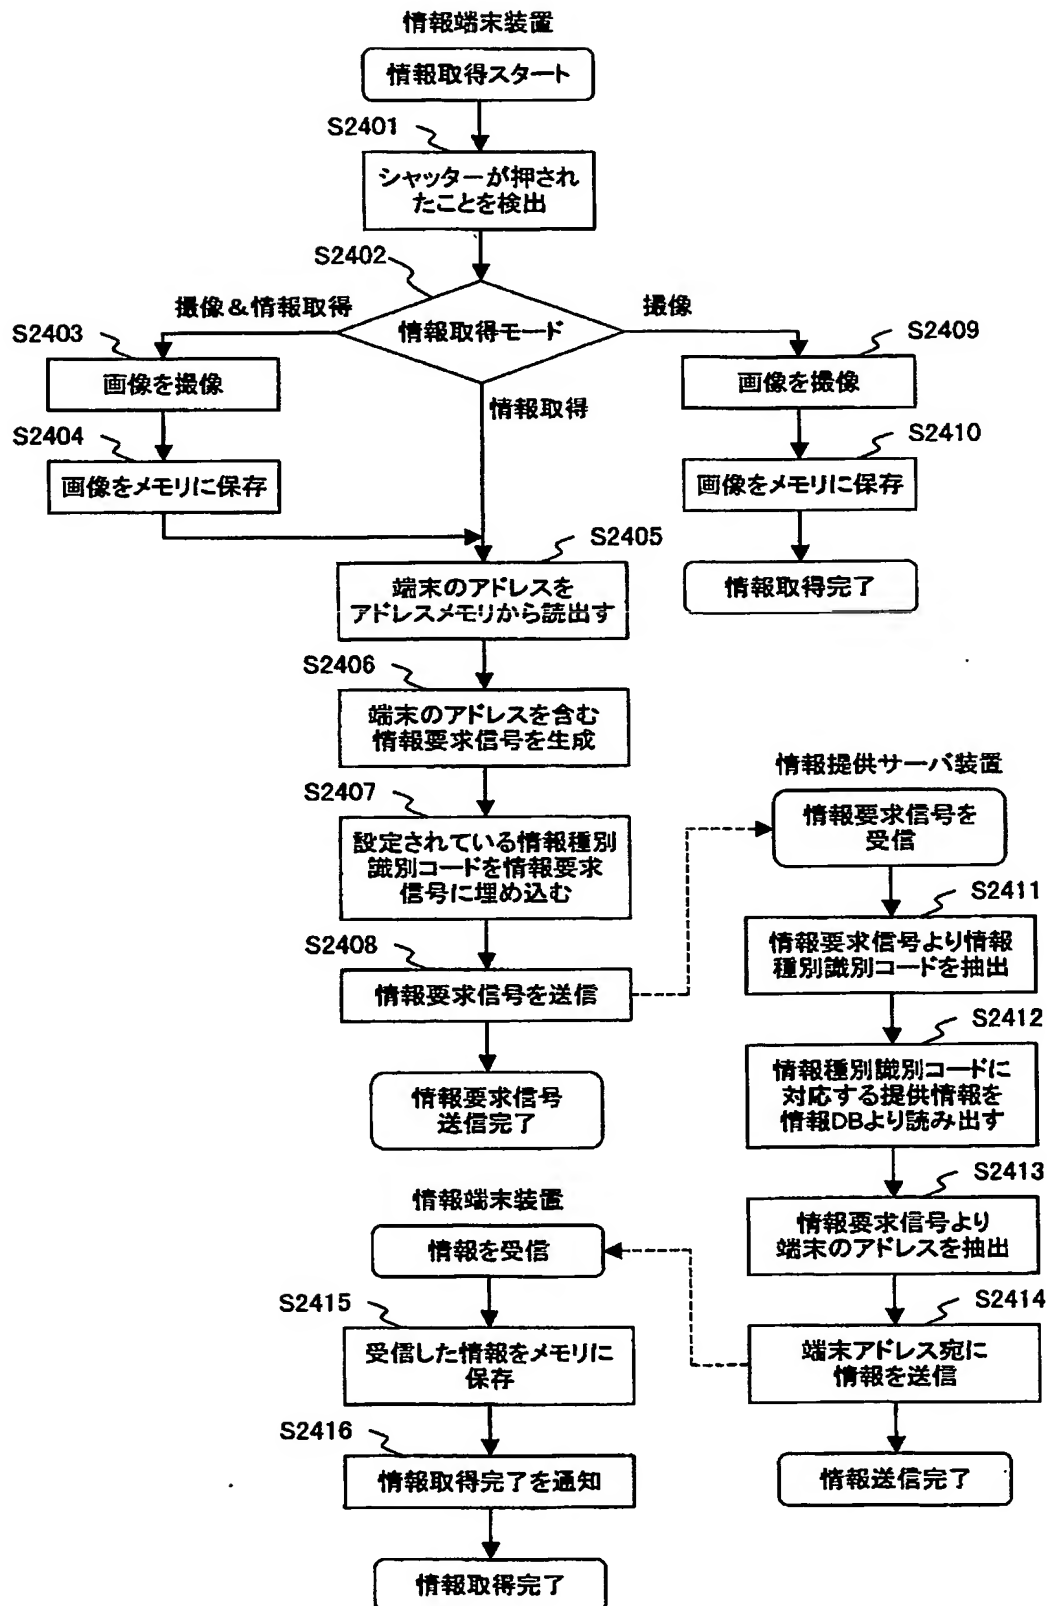 情報端末装置
情報取得スタート
S2401
シャッターが押され
たことを検出
S2402
情報取得モード
撮像＆情報取得
撮像
情報取得
S2403
画像を撮像
S2404
画像をメモリに保存
S2409
画像を撮像
S2410
画像をメモリに保存
情報取得完了
S2405
端末のアドレスを
アドレスメモリから読出す
S2406
端末のアドレスを含む
情報要求信号を生成
S2407
設定されている情報種別
識別コードを情報要求
信号に埋め込む
S2408
情報要求信号を送信
情報要求信号
送信完了
情報提供サーバ装置
情報要求信号を
受信
S2411
情報要求信号より情報
種別識別コードを抽出
S2412
情報種別識別コードに
対応する提供情報を
情報DBより読み出す
S2413
情報要求信号より
端末のアドレスを抽出
S2414
端末アドレス宛に
情報を送信
情報送信完了
情報端末装置
情報を受信
S2415
受信した情報をメモリに
保存
S2416
情報取得完了を通知
情報取得完了